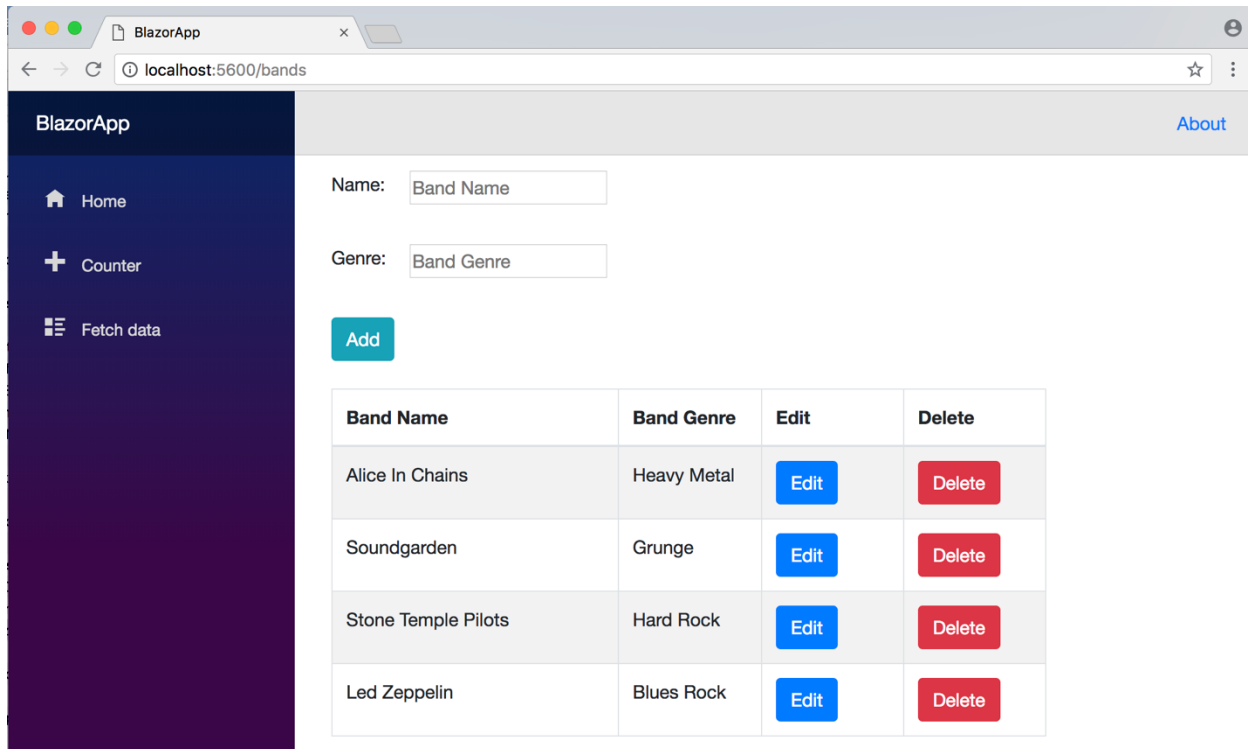 BlazorApp
localhost:5600/bands
BlazorApp
About
Home
Counter
Fetch data
Name: Band Name
Genre: Band Genre
Add
Band Name Band Genre Edit Delete
Alice In Chains Heavy Metal Edit Delete
Soundgarden Grunge Edit Delete
Stone Temple Pilots Hard Rock Edit Delete
Led Zeppelin Blues Rock Edit Delete